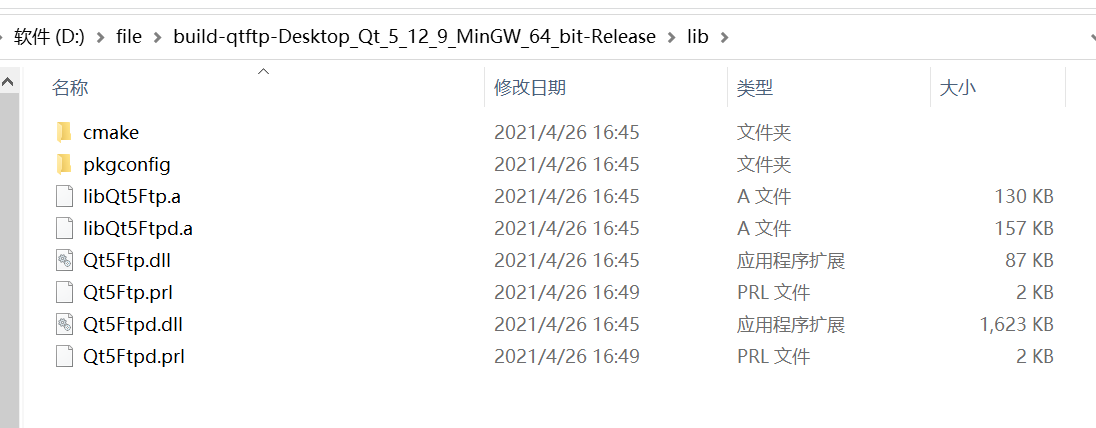 软件 (D:) > file > build-qtftp-Desktop_Qt_5_12_9_MinGW_64_bit-Release > lib >
名称 修改日期 类型 大小
cmake 2021/4/26 16:45 文件夹
pkgconfig 2021/4/26 16:45 文件夹
libQt5Ftp.a 2021/4/26 16:45 A 文件 130 KB
libQt5Ftpd.a 2021/4/26 16:45 A 文件 157 KB
Qt5Ftp.dll 2021/4/26 16:45 应用程序扩展 87 KB
Qt5Ftp.prl 2021/4/26 16:49 PRL 文件 2 KB
Qt5Ftpd.dll 2021/4/26 16:45 应用程序扩展 1,623 KB
Qt5Ftpd.prl 2021/4/26 16:49 PRL 文件 2 KB